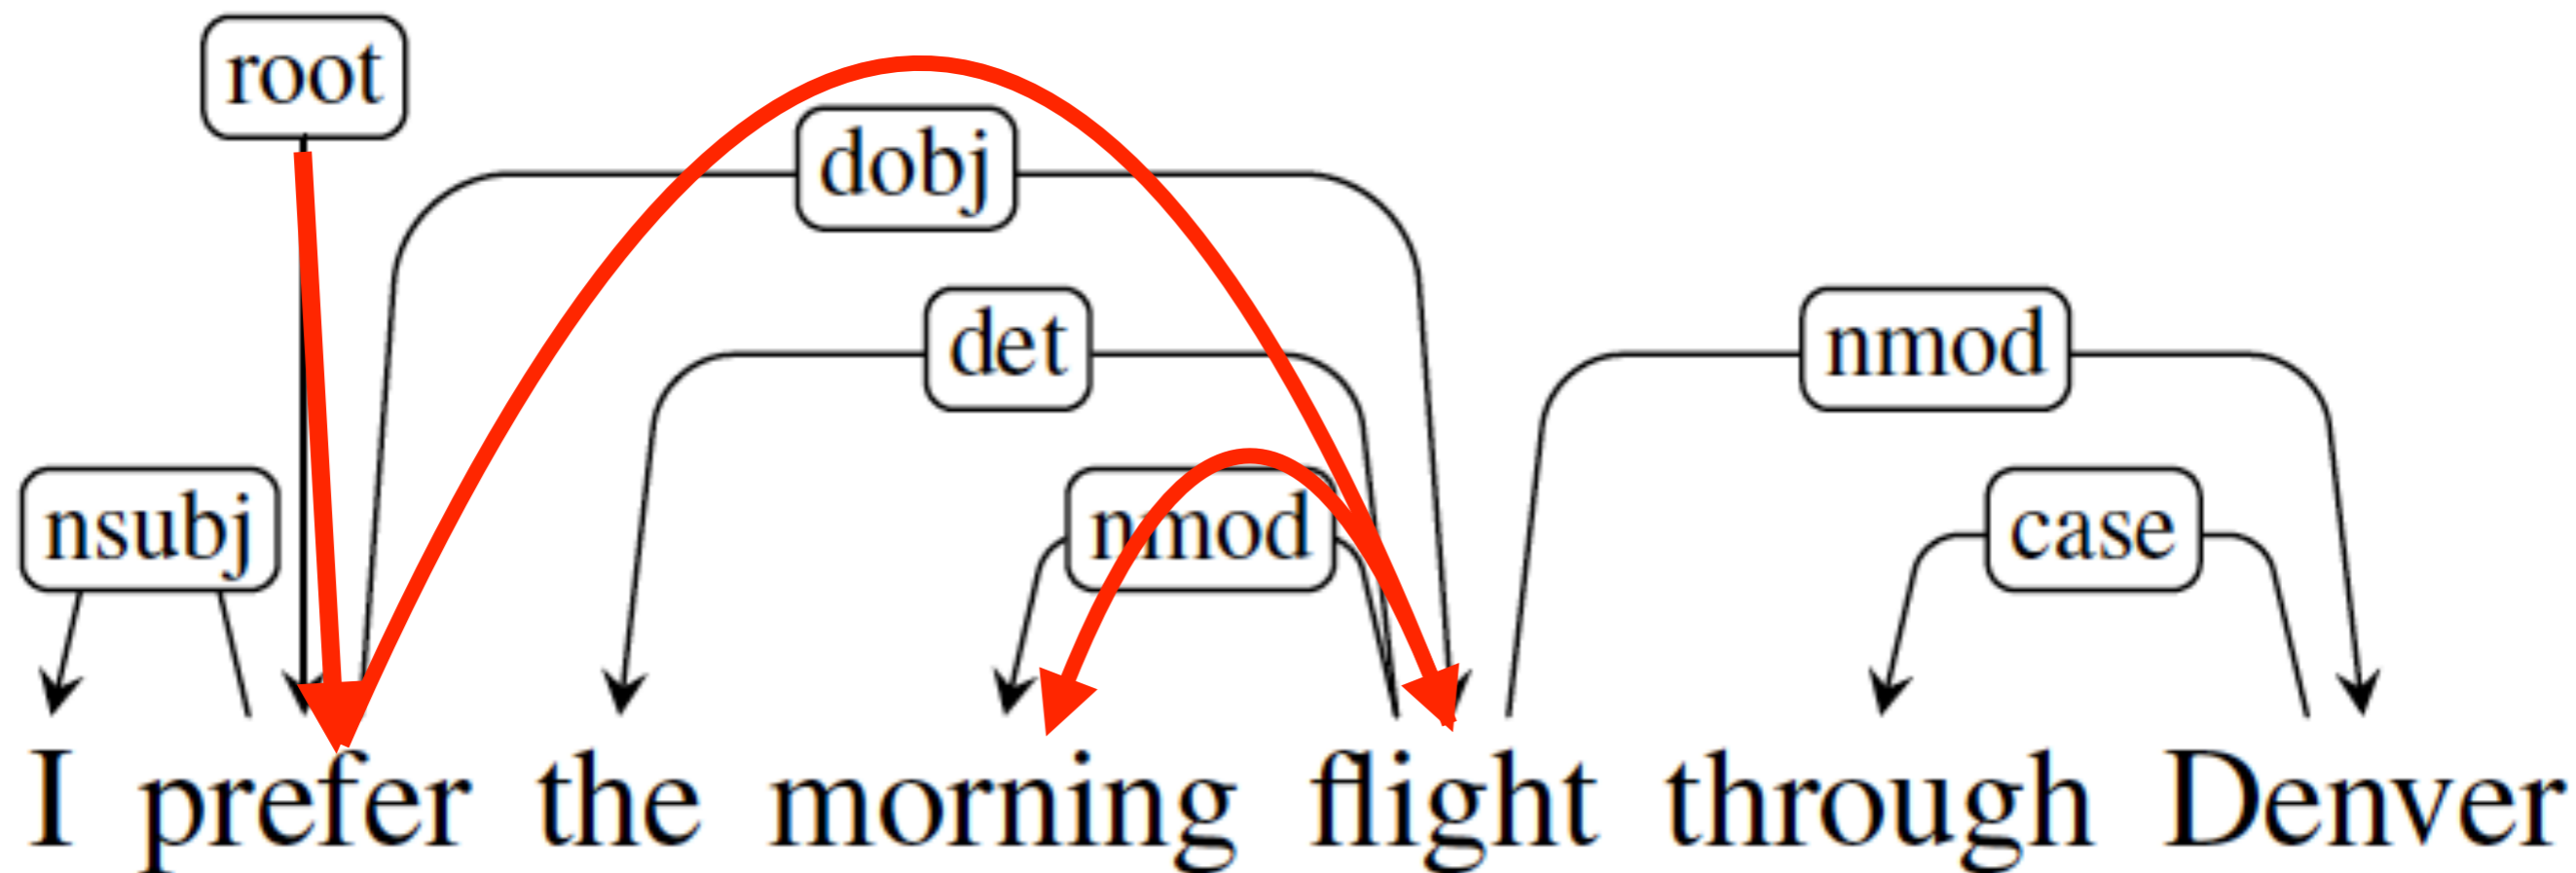 root
dobj
det
nmod
nsubj
nmod
case
I prefer the morning flight through Denver